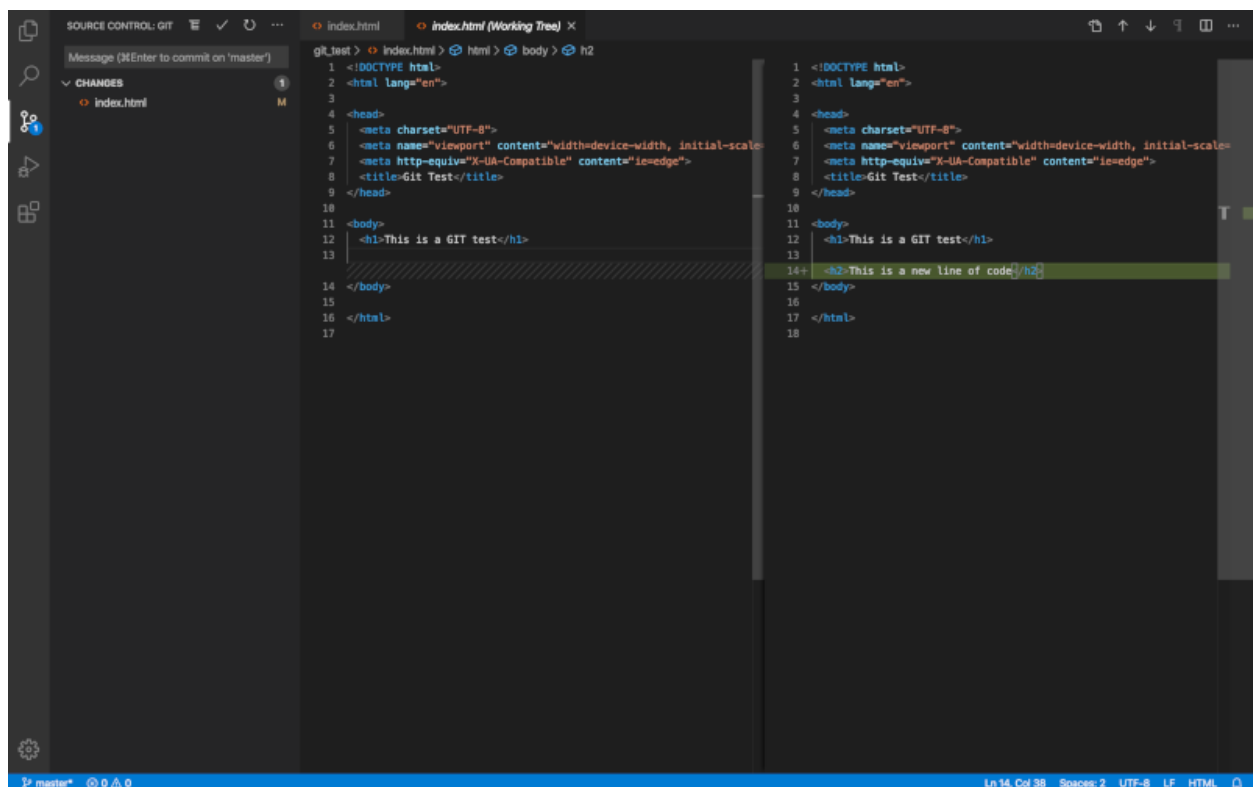 SOURCE CONTROL: GIT
index.html
index.html (Working Tree)
Message (⌘Enter to commit on 'master')
CHANGES
1
index.html
M
1
git_test > index.html > html > body > h2
1 <!DOCTYPE html>
2 <html lang="en">
3
4 <head>
5 <meta charset="UTF-8">
6 <meta name="viewport" content="width=device-width, initial-scale=
7 <meta http-equiv="X-UA-Compatible" content="ie=edge">
8 <title>Git Test</title>
9 </head>
10
11 <body>
12 <h1>This is a GIT test</h1>
13
14 </body>
15
16 </html>
17
1 <!DOCTYPE html>
2 <html lang="en">
3
4 <head>
5 <meta charset="UTF-8">
6 <meta name="viewport" content="width=device-width, initial-scale=
7 <meta http-equiv="X-UA-Compatible" content="ie=edge">
8 <title>Git Test</title>
9 </head>
10
11 <body>
12 <h1>This is a GIT test</h1>
13
14+ <h2>This is a new line of code</h2>
15 </body>
16
17 </html>
18
master* 0 0
Ln 14, Col 38 Spaces: 2 UTF-8 LF HTML